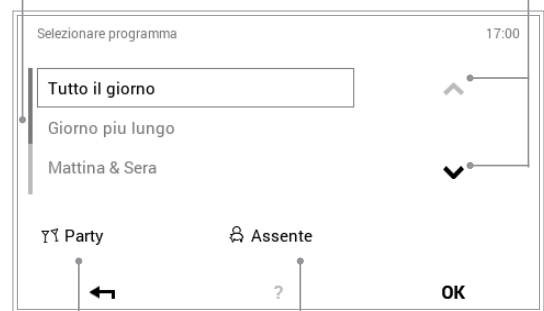 Selezionare programma 17:00
Tutto il giorno
Giorno piu lungo
Mattina & Sera
Party Assente
? OK